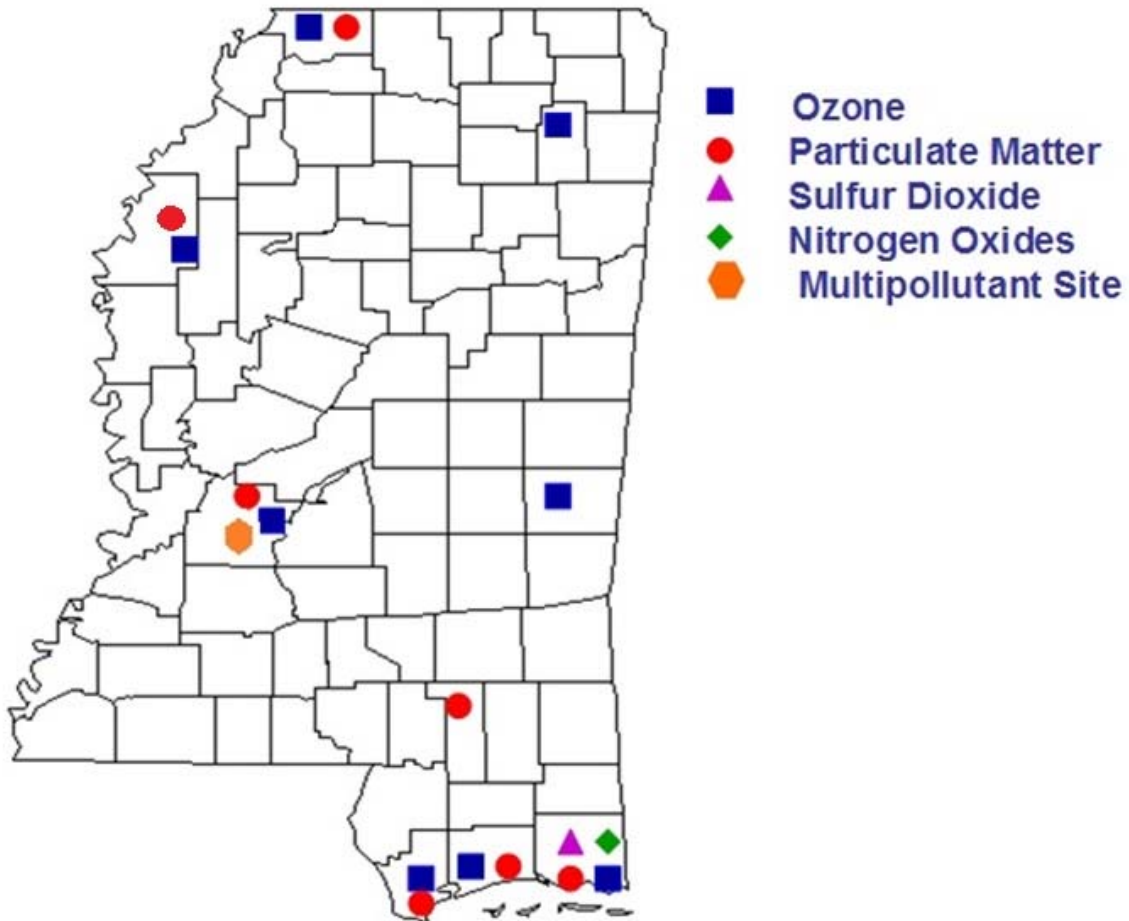 Ozone
Particulate Matter
Sulfur Dioxide
Nitrogen Oxides
Multipollutant Site